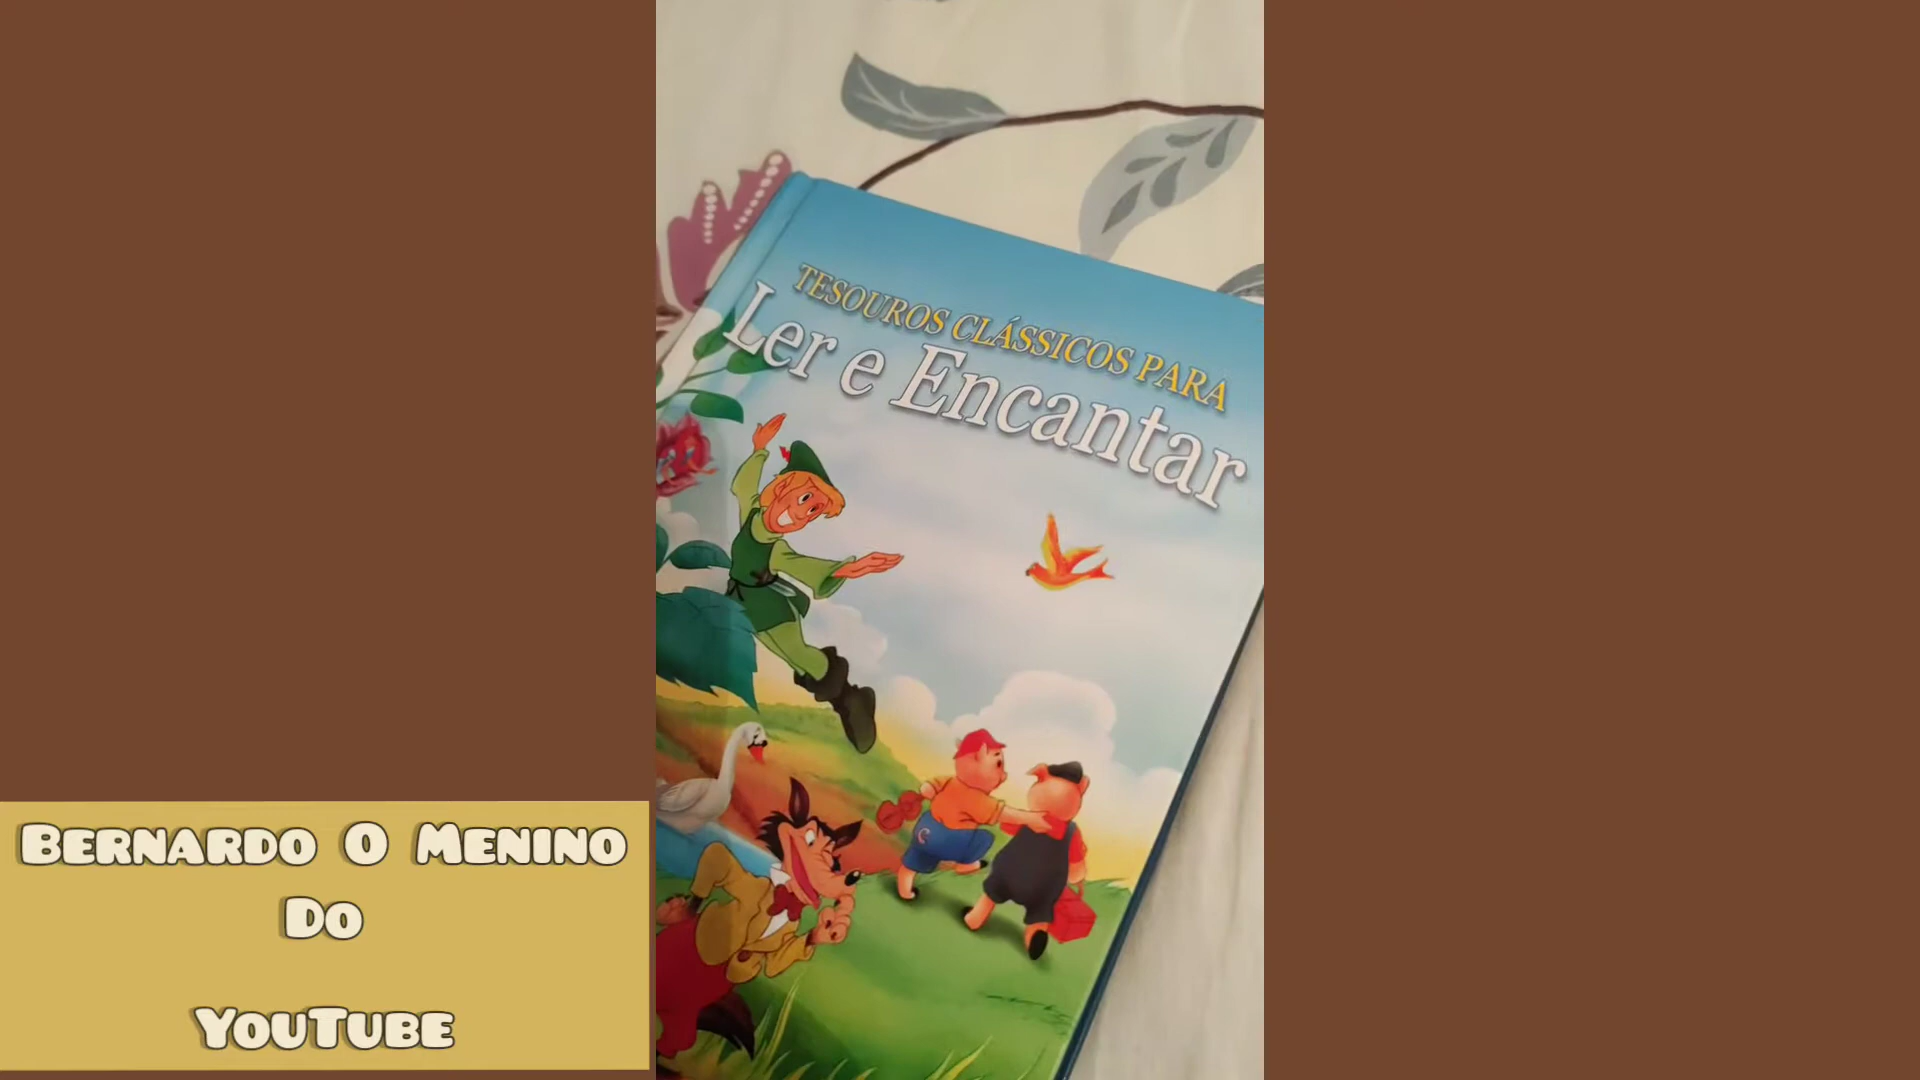 TESOUROS CLÁSSICOS PARA
Ler e Encantar
Bernardo O Menino
Do
YouTube